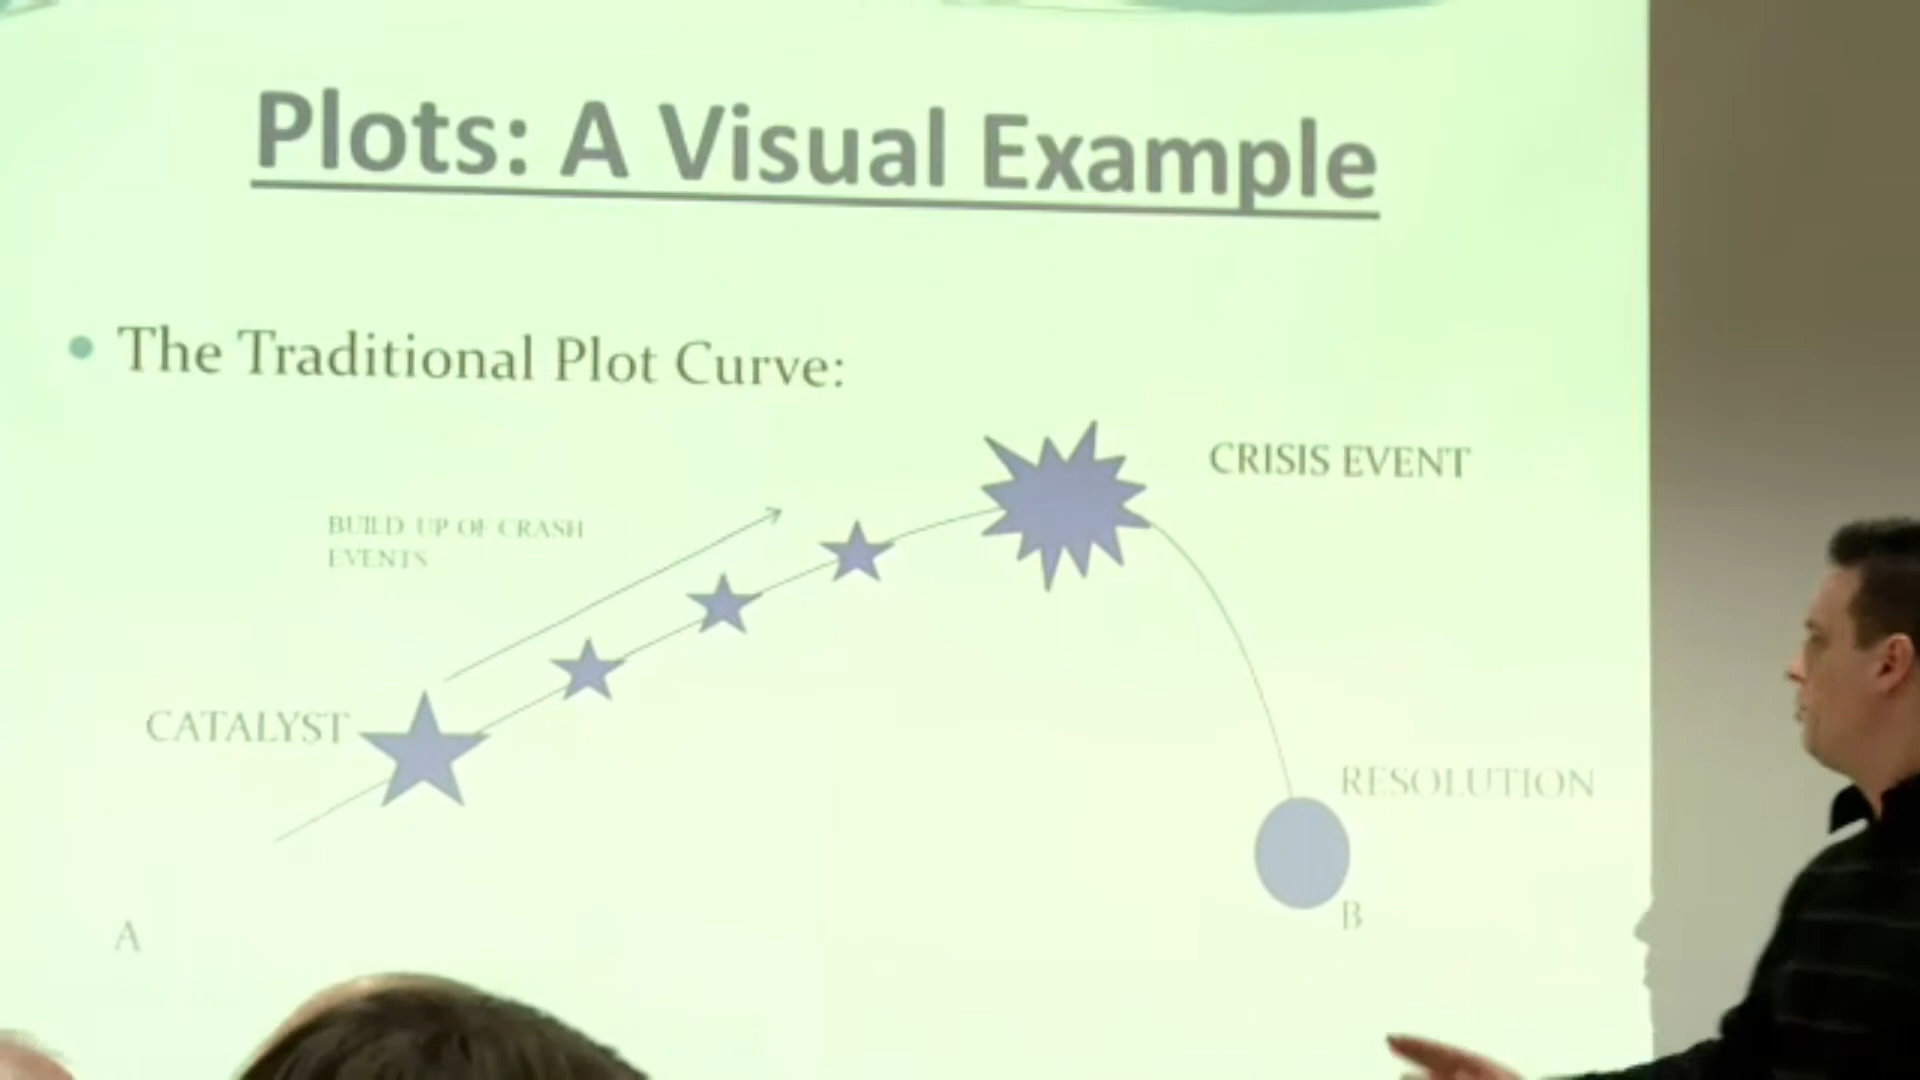 Plots: A Visual Example
• The Traditional Plot Curve:
CRISIS EVENT
BUILD UP OF CRASH
EVENTS
CATALYST
RESOLUTION
A
B